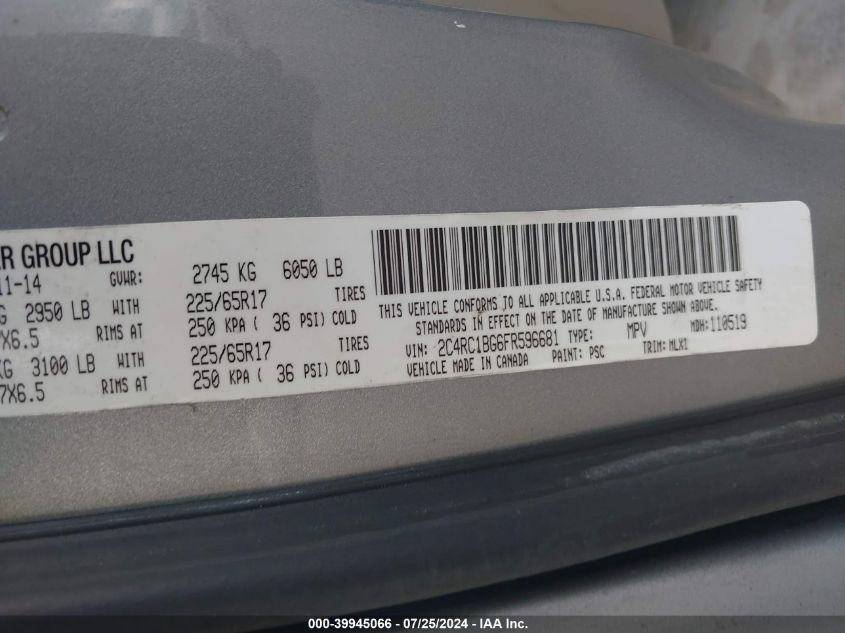 R GROUP LLC
11-14 GVWR: 2745 KG 6050 LB
G 2950 LB WITH 225/65R17 TIRES
7X6.5 RIMS AT 250 KPA ( 36 PSI) COLD
KG 3100 LB WITH 225/65R17 TIRES
7X6.5 RIMS AT 250 KPA ( 36 PSI) COLD
THIS VEHICLE CONFORMS TO ALL APPLICABLE U.S.A. FEDERAL MOTOR VEHICLE SAFETY
STANDARDS IN EFFECT ON THE DATE OF MANUFACTURE SHOWN ABOVE.
VIN: 2C4RC1BG6FR596681 TYPE: MPV MDH: 110519
VEHICLE MADE IN CANADA PAINT: PSC TRIM: MLX1
000-39945066 - 07/25/2024 - IAA Inc.